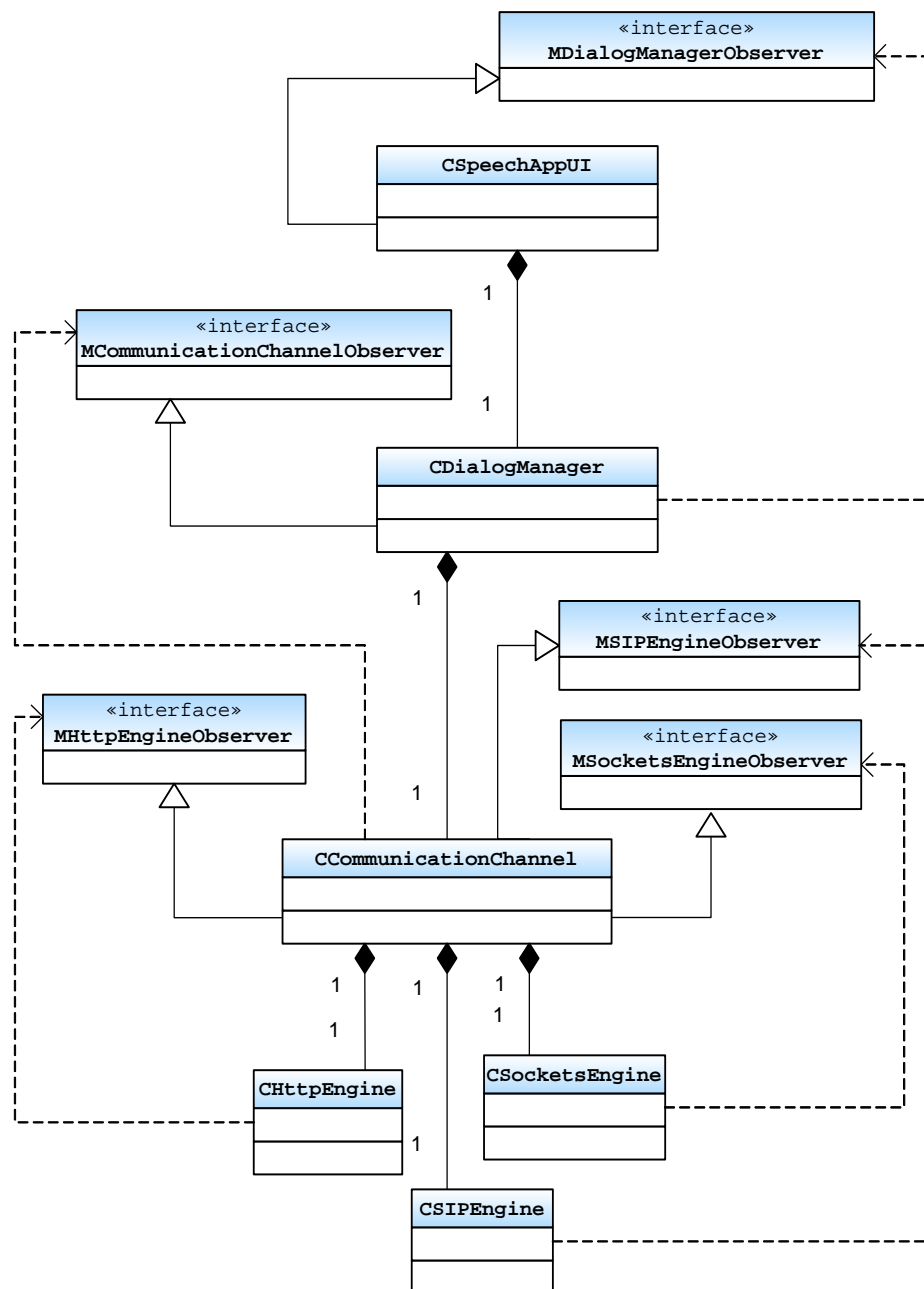 «interface»
MDialogManagerObserver
CSpeechAppUI
1
«interface»
MCommunicationChannelObserver
1
CDialogManager
1
«interface»
MSIPEngineObserver
«interface»
MHttpEngineObserver
«interface»
MSocketsEngineObserver
1
CCommunicationChannel
1
1
1
1
1
CSocketsEngine
CHttpEngine
1
CSIPEngine